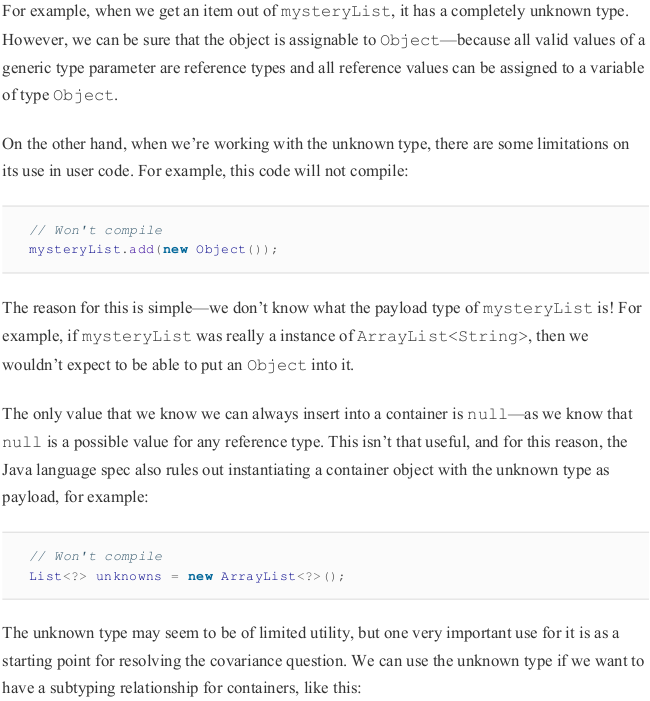 For example, when we get an item out of mysteryList, it has a completely unknown type.
However, we can be sure that the object is assignable to Object—because all valid values of a
generic type parameter are reference types and all reference values can be assigned to a variable
of type Object.
On the other hand, when we’re working with the unknown type, there are some limitations on
its use in user code. For example, this code will not compile:
// Won't compile
mysteryList.add(new Object());
The reason for this is simple—we don’t know what the payload type of mysteryList is! For
example, if mysteryList was really a instance of ArrayList<String>, then we
wouldn’t expect to be able to put an Object into it.
The only value that we know we can always insert into a container is null—as we know that
null is a possible value for any reference type. This isn’t that useful, and for this reason, the
Java language spec also rules out instantiating a container object with the unknown type as
payload, for example:
// Won't compile
List<?> unknowns = new ArrayList<?>();
The unknown type may seem to be of limited utility, but one very important use for it is as a
starting point for resolving the covariance question. We can use the unknown type if we want to
have a subtyping relationship for containers, like this: